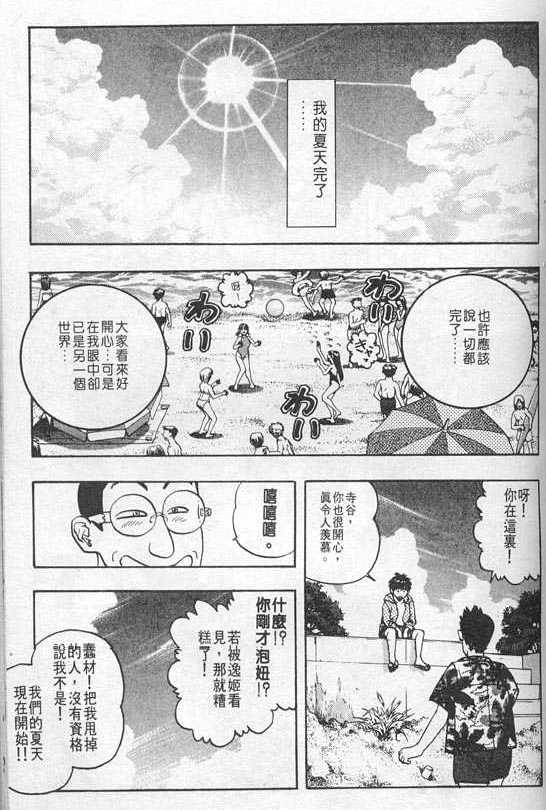 我的夏天完了
……
也許應該
說一切都
完了……
わいわい
わい
呀!
大家看來好
開心…可是
在我眼中卻
已是另一個
世界…
呀!
你在這裏!
寺谷,
你也很開心,
真令人羨慕。
嘻嘻嘻。
什麼!?
你剛才泡妞!?
若被逸姬看
見,那就糟
糕了!
蠢材!把我甩掉
的人,沒有資格
說我不是!
我們的夏天
現在開始!!